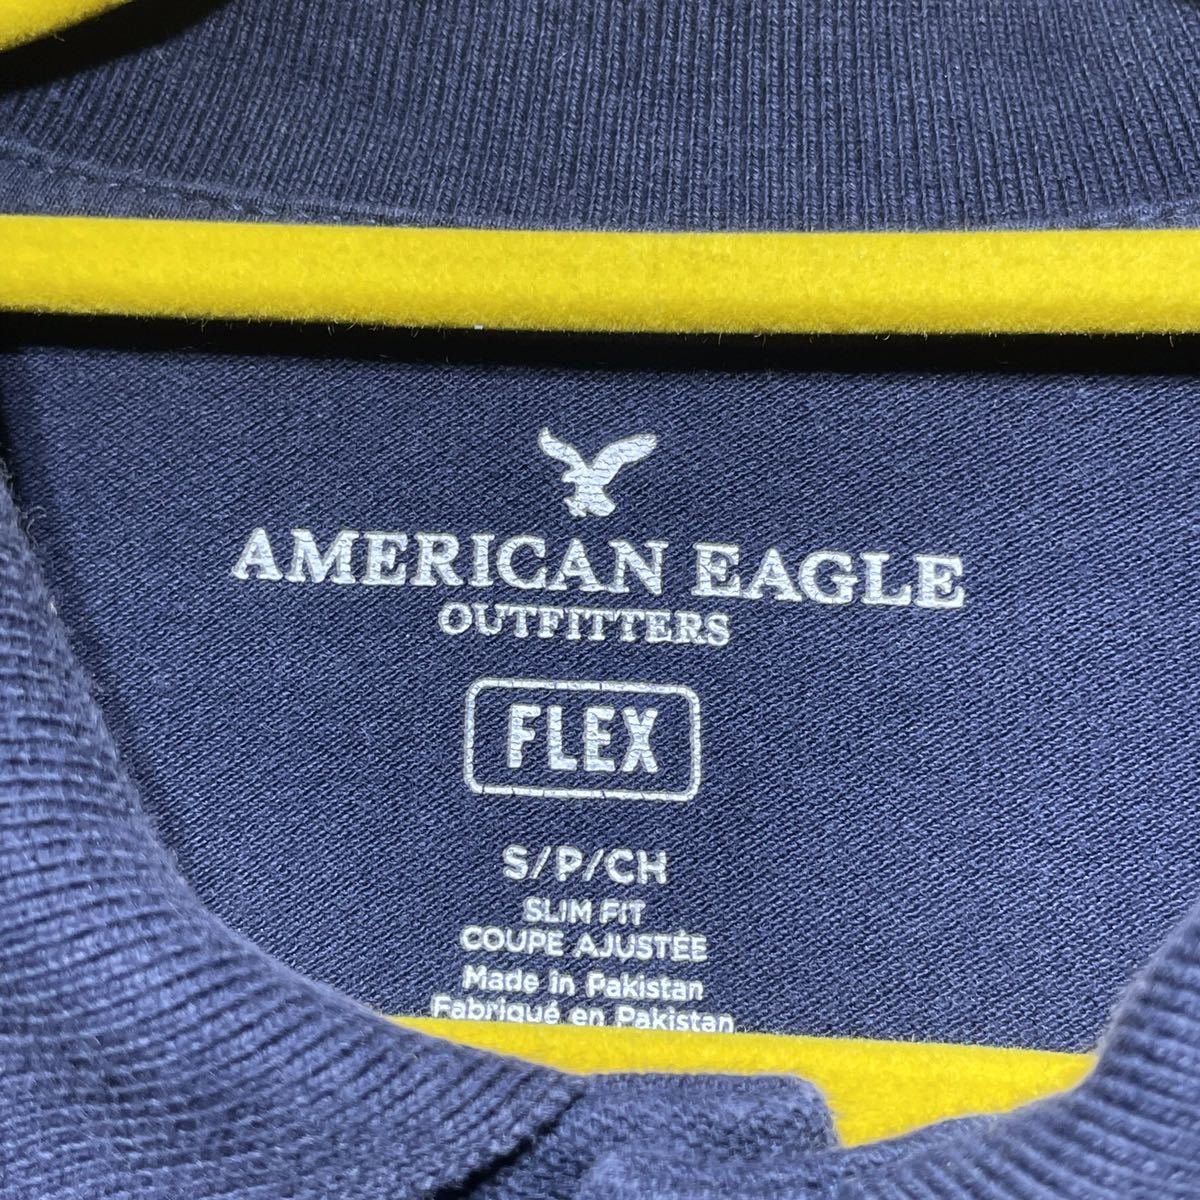 AMERICAN EAGLE
OUTFITTERS
FLEX
S/P/CH
SLIM FIT
COUPE AJUSTÉE
Made in Pakistan
Fabriqué en Pakistan